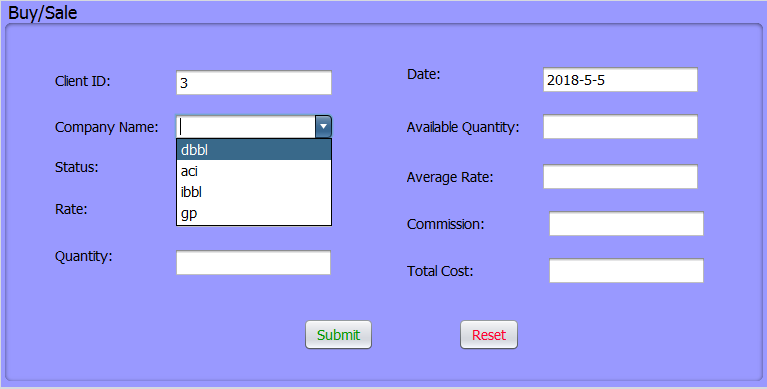 Buy/Sale
Client ID: 3
Date: 2018-5-5
Company Name:
Available Quantity:
dbbl
aci
ibbl
gp
Status:
Average Rate:
Rate:
Commission:
Quantity:
Total Cost:
Submit
Reset